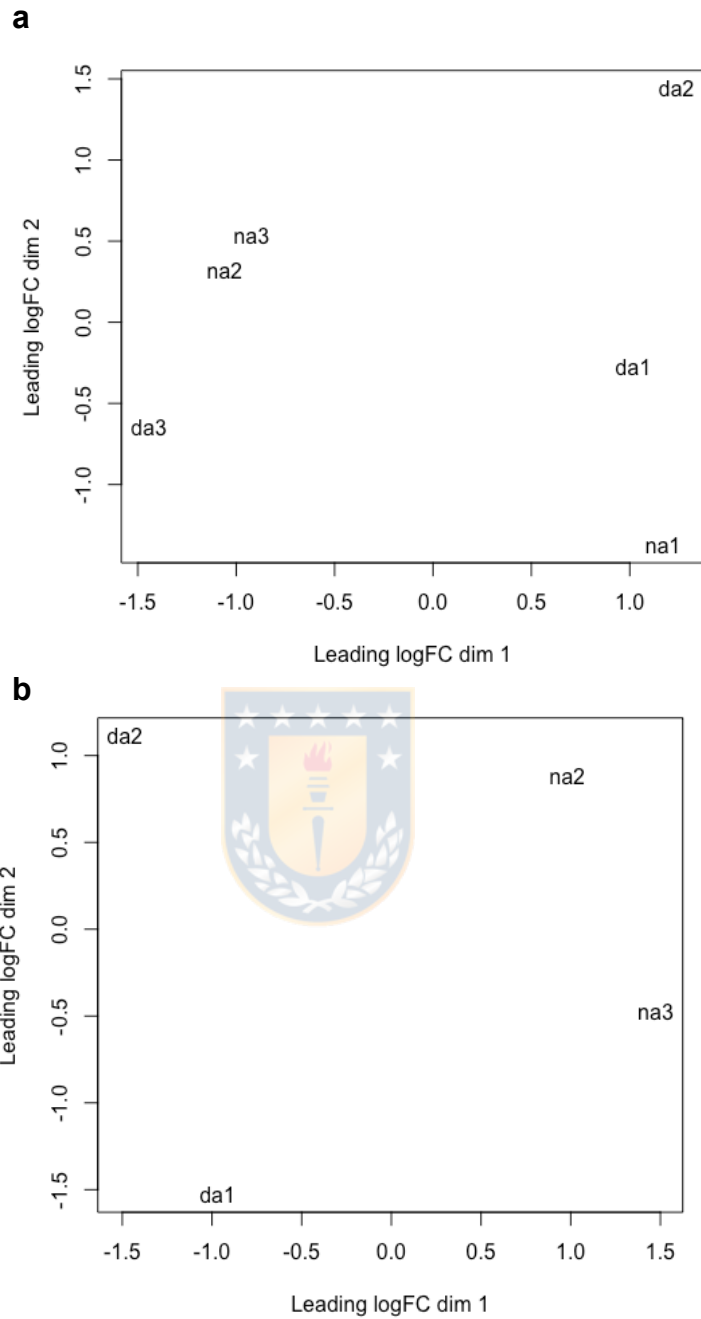 a
1.5
1.0
0.5
0.0
-0.5
-1.0
Leading logFC dim 2
da2
na3
na2
da1
da3
na1
-1.5 -1.0 -0.5 0.0 0.5 1.0
Leading logFC dim 1
b
1.0
0.5
0.0
-0.5
-1.0
-1.5
Leading logFC dim 2
da2
na2
na3
da1
-1.5 -1.0 -0.5 0.0 0.5 1.0 1.5
Leading logFC dim 1